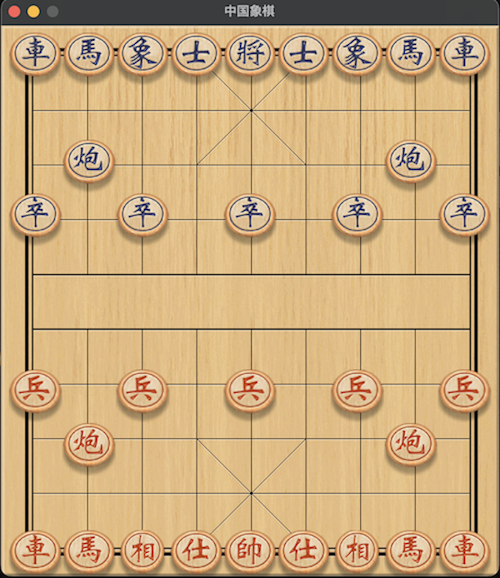 中国象棋
車馬象士將士象馬車
炮炮
卒卒卒卒卒
兵兵兵兵兵
炮炮
車馬相仕帥仕相馬車